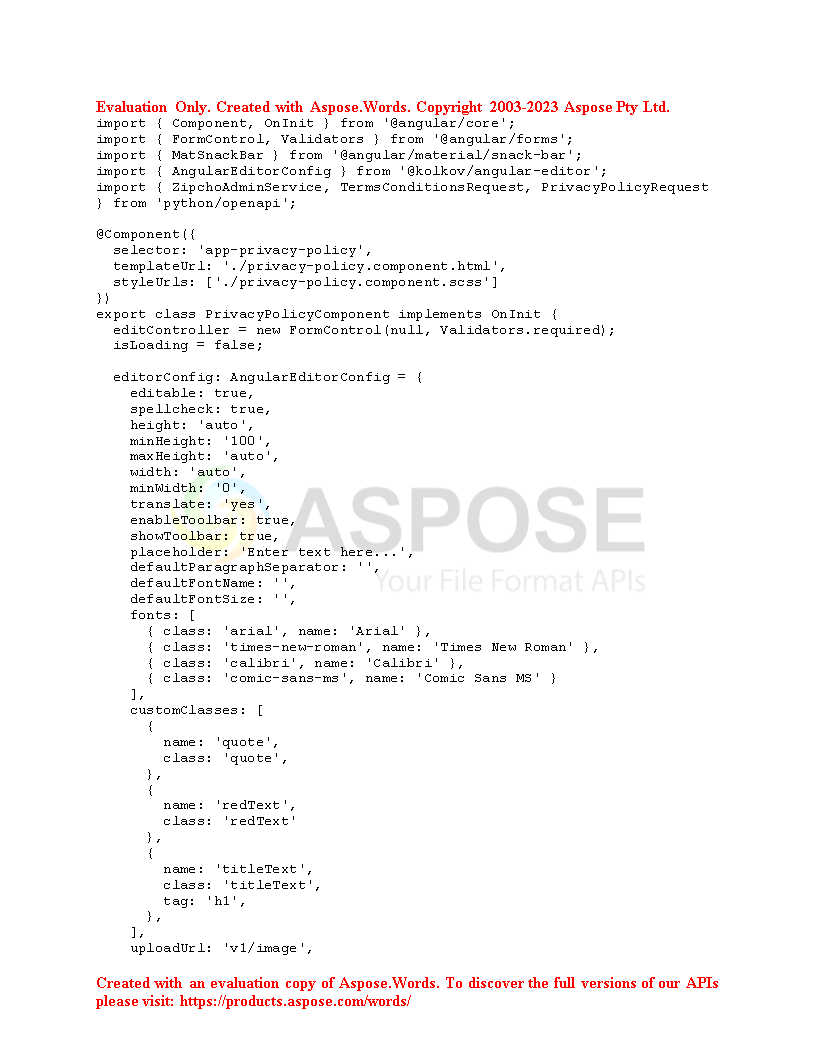 Evaluation Only. Created with Aspose.Words. Copyright 2003-2023 Aspose Pty Ltd.
import { Component, OnInit } from '@angular/core';
import { FormControl, Validators } from '@angular/forms';
import { MatSnackBar } from '@angular/material/snack-bar';
import { AngularEditorConfig } from '@kolkov/angular-editor';
import { ZipchoAdminService, TermsConditionsRequest, PrivacyPolicyRequest
} from 'python/openapi';

@Component({
  selector: 'app-privacy-policy',
  templateUrl: './privacy-policy.component.html',
  styleUrls: ['./privacy-policy.component.scss']
})
export class PrivacyPolicyComponent implements OnInit {
  editController = new FormControl(null, Validators.required);
  isLoading = false;

  editorConfig: AngularEditorConfig = {
    editable: true,
    spellcheck: true,
    height: 'auto',
    minHeight: '100',
    maxHeight: 'auto',
    width: 'auto',
    minWidth: '0',
    translate: 'yes',
    enableToolbar: true,
    showToolbar: true,
    placeholder: 'Enter text here...',
    defaultParagraphSeparator: '',
    defaultFontName: '',
    defaultFontSize: '',
    fonts: [
      { class: 'arial', name: 'Arial' },
      { class: 'times-new-roman', name: 'Times New Roman' },
      { class: 'calibri', name: 'Calibri' },
      { class: 'comic-sans-ms', name: 'Comic Sans MS' }
    ],
    customClasses: [
      {
        name: 'quote',
        class: 'quote',
      },
      {
        name: 'redText',
        class: 'redText'
      },
      {
        name: 'titleText',
        class: 'titleText',
        tag: 'h1',
      },
    ],
    uploadUrl: 'v1/image',
ASPOSE
Your File Format APIs
Created with an evaluation copy of Aspose.Words. To discover the full versions of our APIs
please visit: https://products.aspose.com/words/